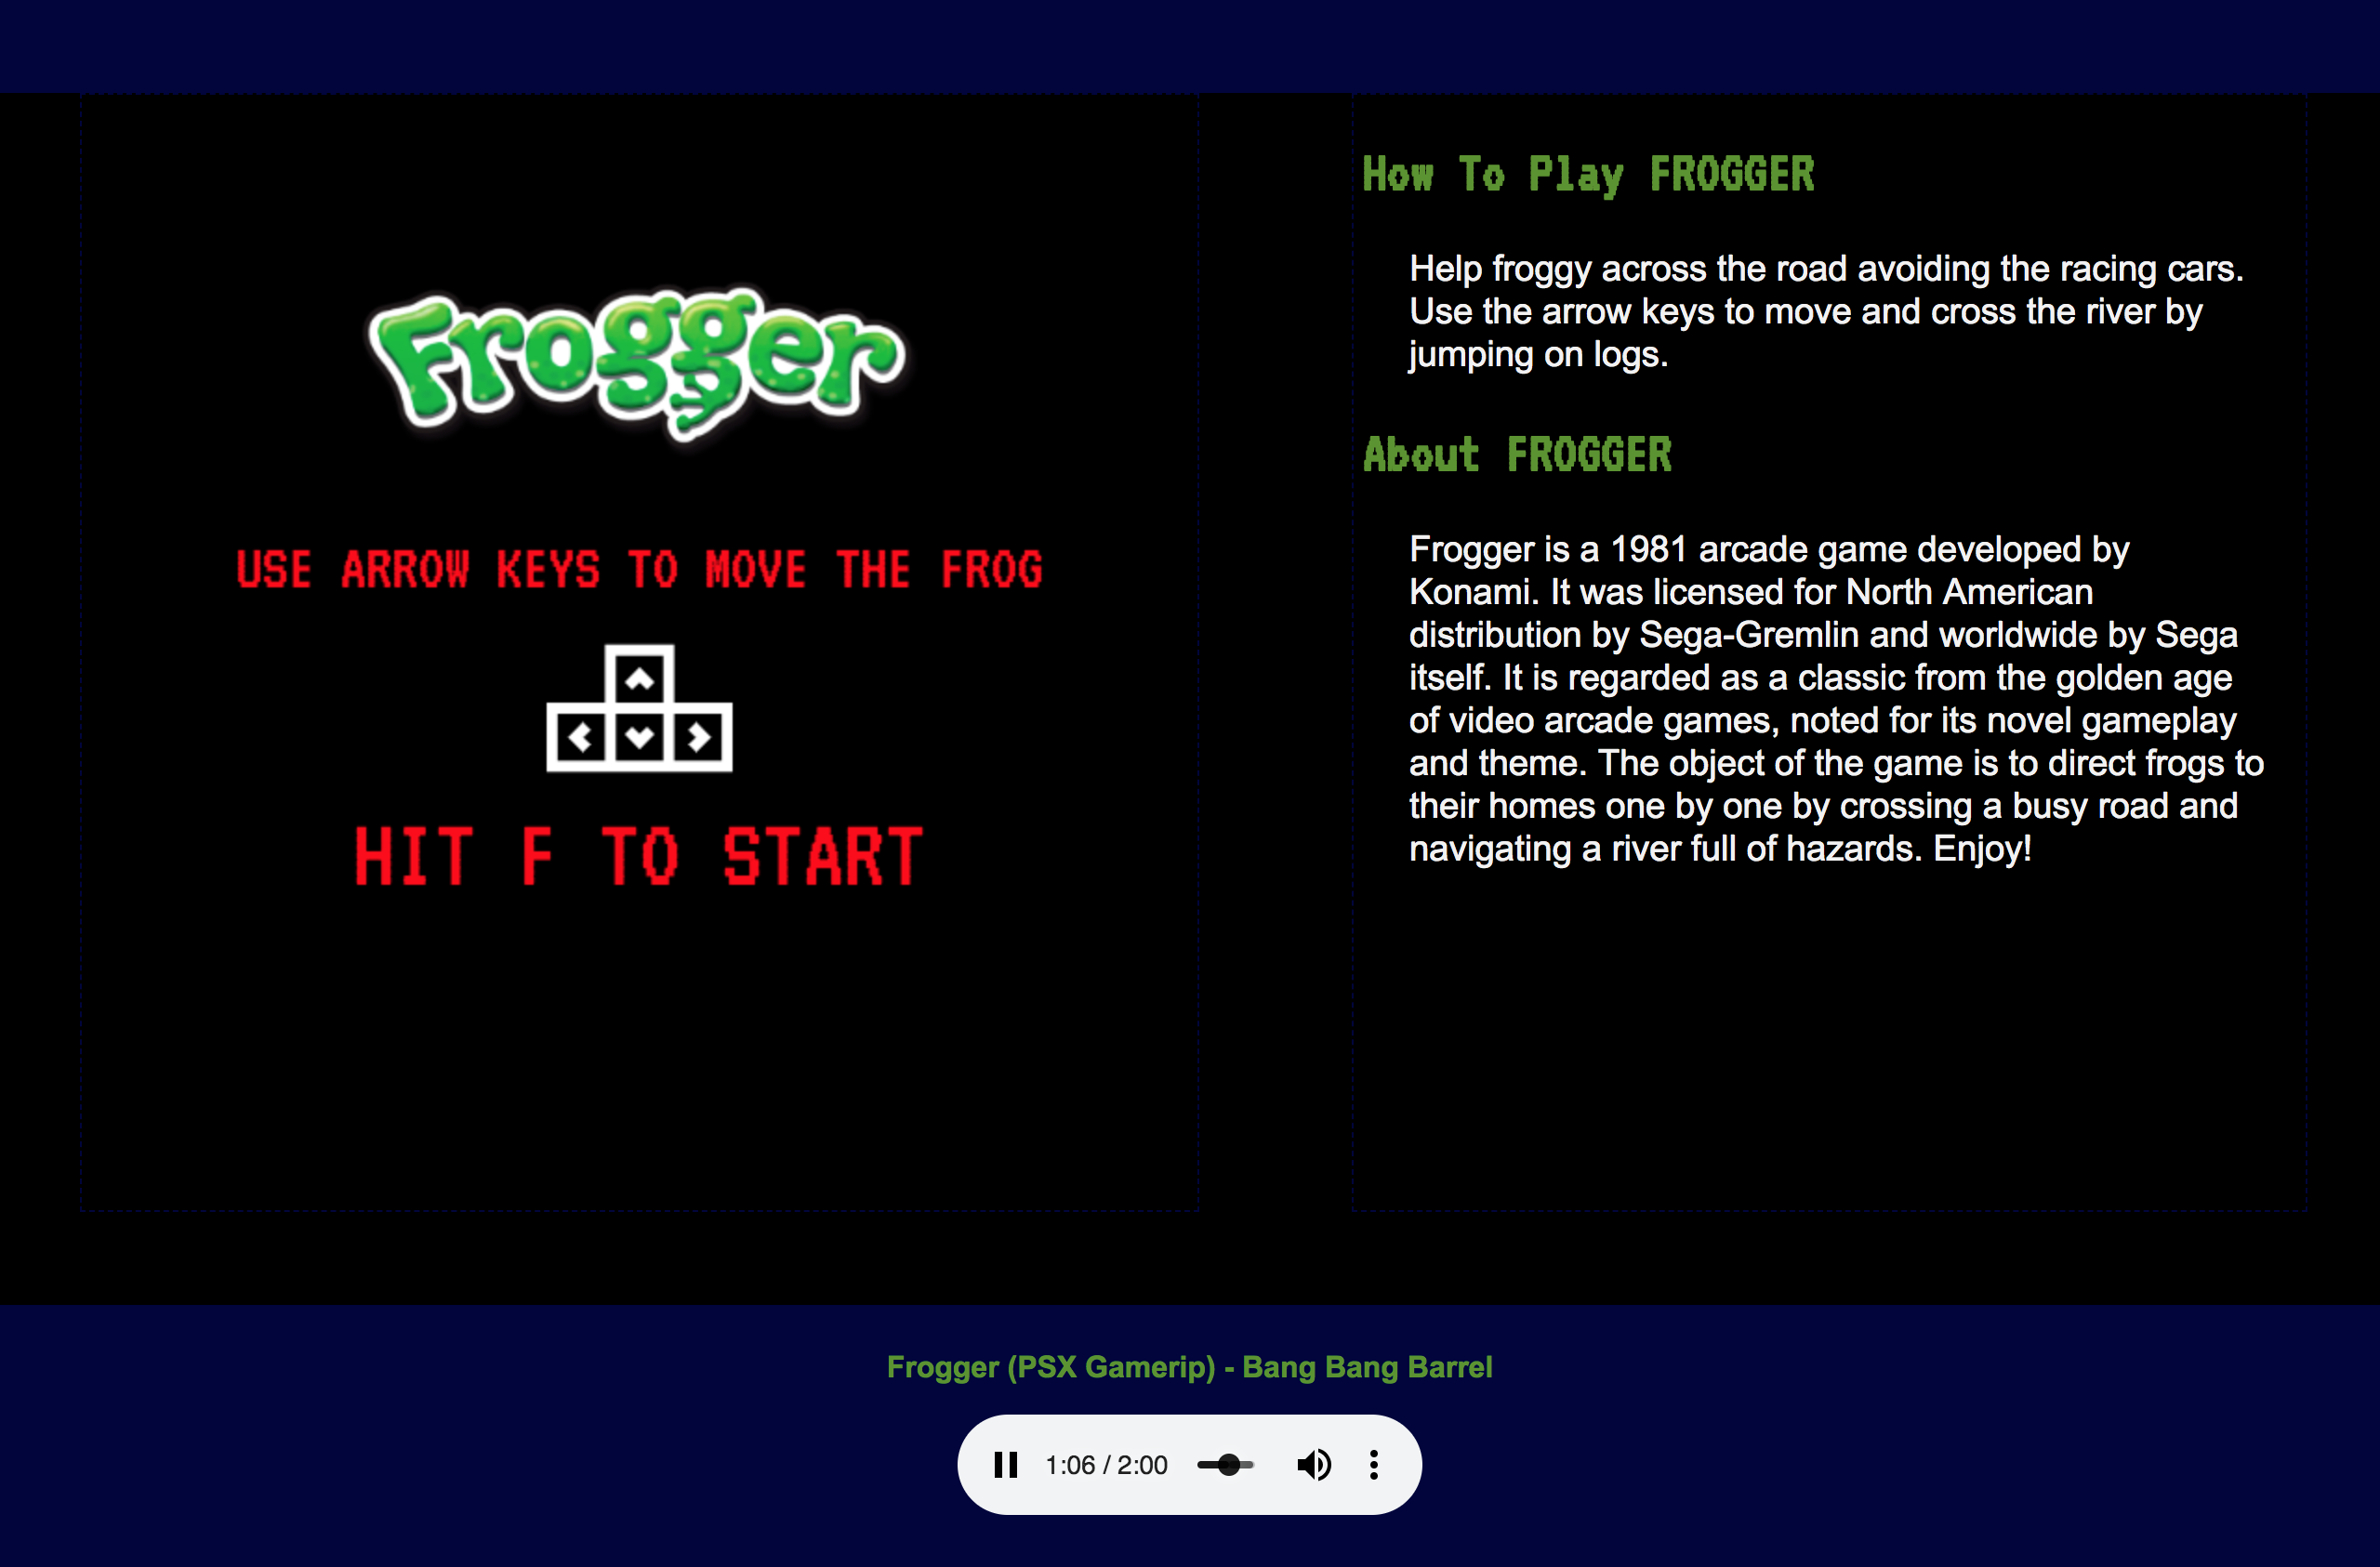 Frogger
USE ARROW KEYS TO MOVE THE FROG
HIT F TO START
How To Play FROGGER
Help froggy across the road avoiding the racing cars.
Use the arrow keys to move and cross the river by
jumping on logs.
About FROGGER
Frogger is a 1981 arcade game developed by
Konami. It was licensed for North American
distribution by Sega-Gremlin and worldwide by Sega
itself. It is regarded as a classic from the golden age
of video arcade games, noted for its novel gameplay
and theme. The object of the game is to direct frogs to
their homes one by one by crossing a busy road and
navigating a river full of hazards. Enjoy!
Frogger (PSX Gamerip) - Bang Bang Barrel
1:06 / 2:00